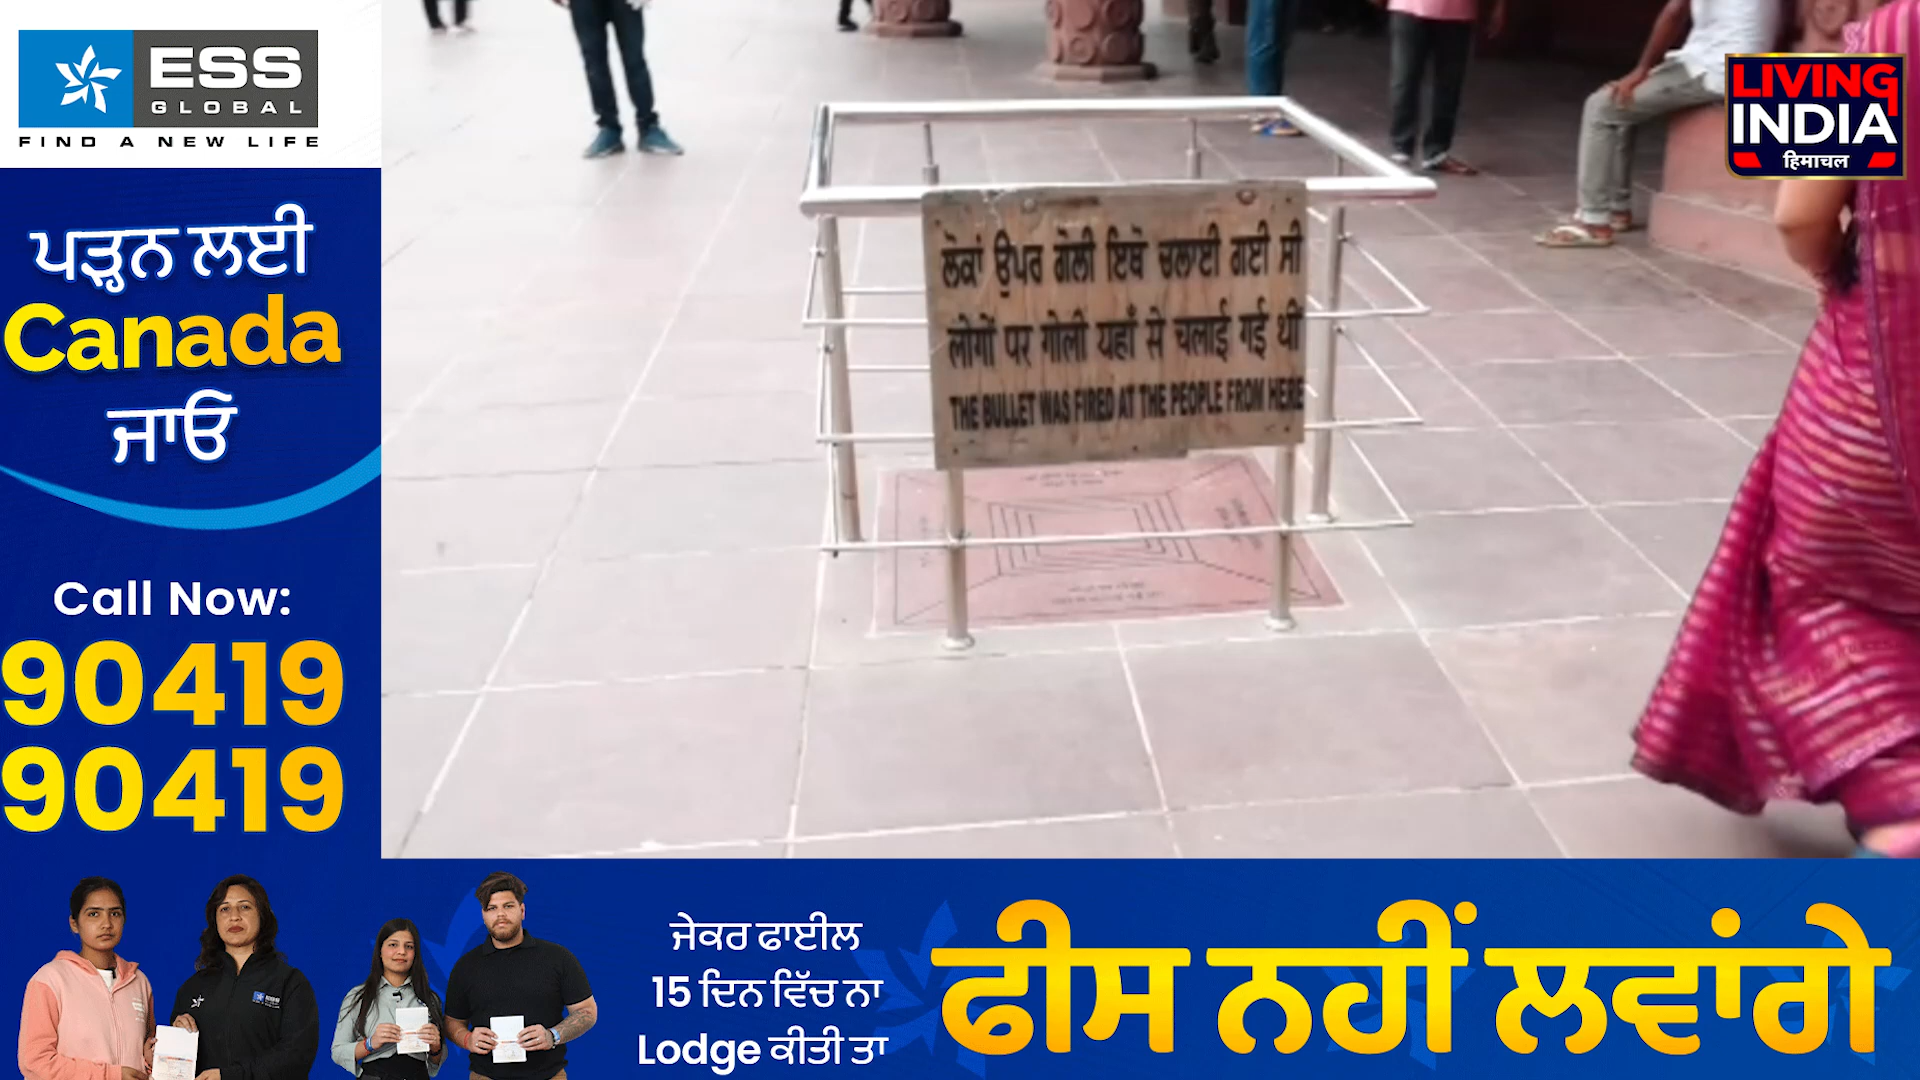 ESS
GLOBAL
FIND A NEW LIFE
ਪੜ੍ਹਨ ਲਈ
Canada
ਜਾਓ
Call Now:
90419
90419
LIVING
INDIA
हिमाचल
ਲੋਕਾਂ ਉਪਰ ਗੋਲੀ ਇਥੋ ਚਲਾਈ ਗਈ ਸੀ
लोगों पर गोली यहाँ से चलाई गई थी
THE BULLET WAS FIRED AT THE PEOPLE FROM HERE
ਜੇਕਰ ਫਾਈਲ
15 ਦਿਨ ਵਿੱਚ ਨਾ
Lodge ਕੀਤੀ ਤਾ
ਫੀਸ ਨਹੀਂ ਲਵਾਂਗੇ